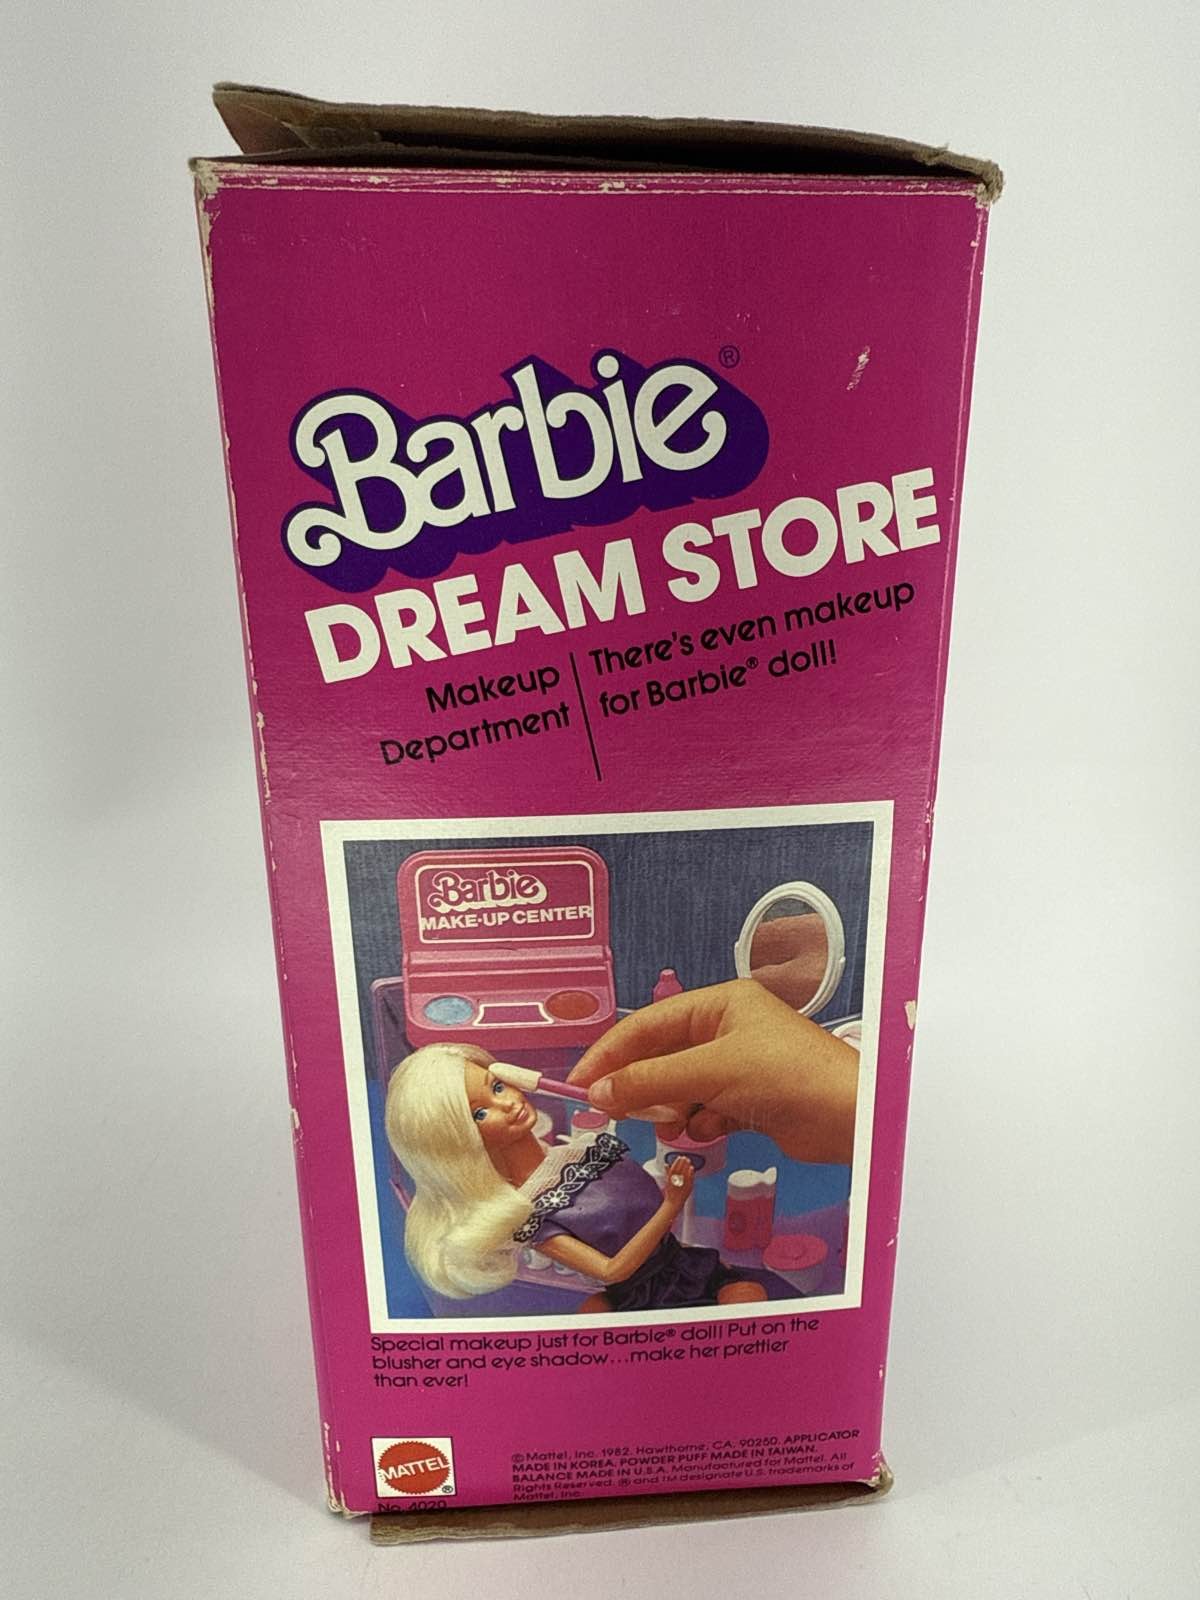 Barbie®
DREAM STORE
Makeup
Department
There's even makeup
for Barbie® doll!
Barbie
MAKE-UP CENTER
Special makeup just for Barbie® doll! Put on the
blusher and eye shadow...make her prettier
than ever!
MATTEL®
No. 4020
©Mattel, Inc. 1982. Hawthorne, CA. 90250. APPLICATOR
MADE IN KOREA, POWDER PUFF MADE IN TAIWAN.
BALANCE MADE IN U.S.A. Manufactured for Mattel. All
Rights Reserved. ® and TM designate U.S. trademarks of
Mattel, Inc.